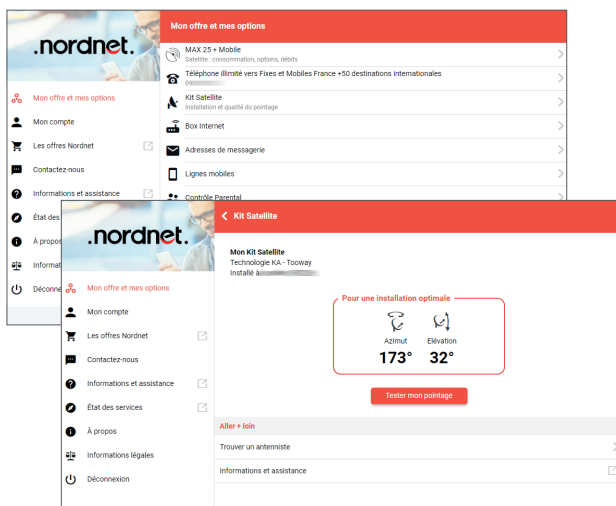 .nordnet.
Mon offre et mes options
Mon compte
Les offres Nordnet
Contactez-nous
Informations et assistance
État des
À propos
Informat
Déconne
Mon offre et mes options
MAX 25 + Mobile
Satellite : consommation, options, débits
Téléphone illimité vers Fixes et Mobiles France +50 destinations internationales
Kit Satellite
Installation et qualité du pointage
Box Internet
Adresses de messagerie
Lignes mobiles
Contrôle Parental
.nordnet.
Mon offre et mes options
Mon compte
Les offres Nordnet
Contactez-nous
Informations et assistance
État des services
À propos
Informations légales
Déconnexion
Kit Satellite
Mon Kit Satellite
Technologie KA - Tooway
Installé à
Pour une installation optimale
Azimut Elévation
173° 32°
Tester mon pointage
Aller + loin
Trouver un antenniste
Informations et assistance